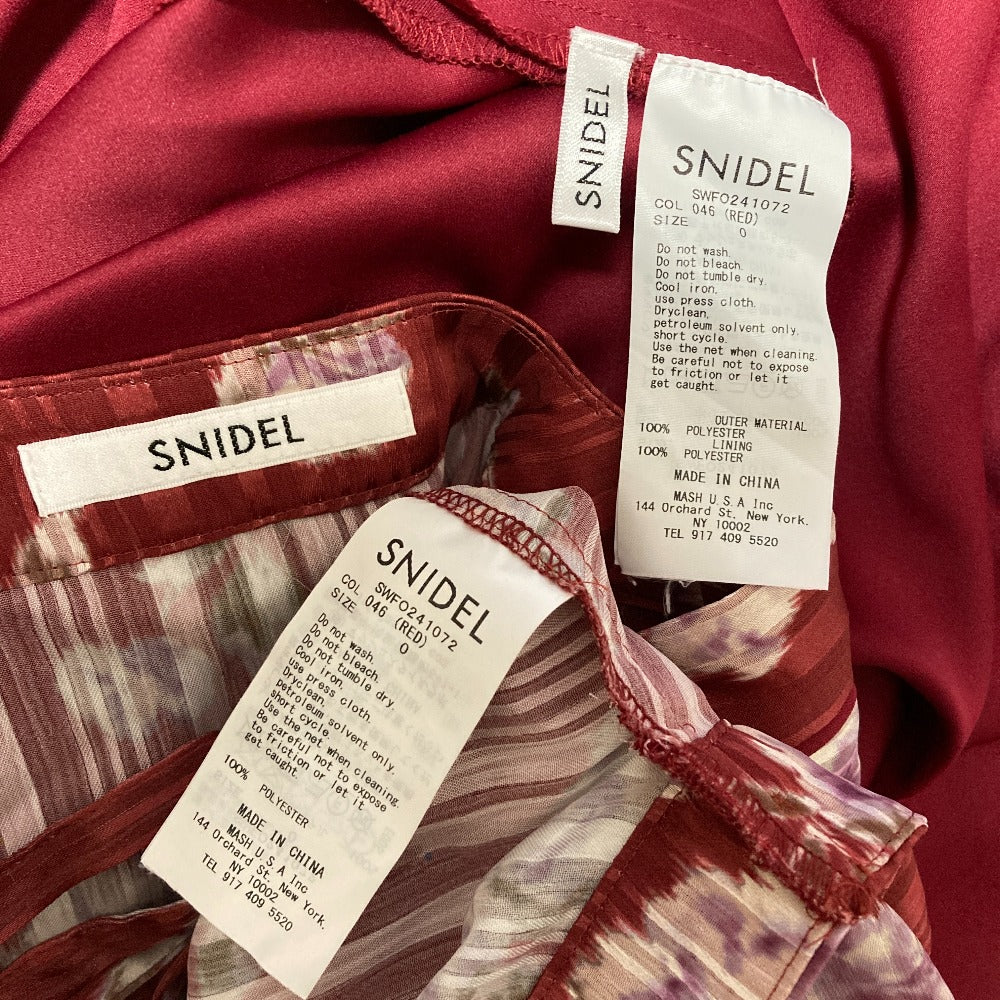 SNIDEL
SNIDEL
SWFO241072
COL 046 (RED)
SIZE 0
Do not wash.
Do not bleach.
Do not tumble dry.
Cool iron.
use press cloth.
Dryclean,
petroleum solvent only,
short cycle.
Use the net when cleaning.
Be careful not to expose
to friction or let it
get caught.
OUTER MATERIAL
100% POLYESTER
LINING
100% POLYESTER
MADE IN CHINA
MASH U.S.A Inc
144 Orchard St. New York.
NY 10002
TEL 917 409 5520
SNIDEL
SNIDEL
SWFO241072
COL 046 (RED)
SIZE 0
Do not wash.
Do not bleach.
Do not tumble dry.
Cool iron.
use press cloth.
Dryclean,
petroleum solvent only,
short cycle.
Use the net when cleaning.
Be careful not to expose
to friction or let it
get caught.
100% POLYESTER
MADE IN CHINA
MASH U.S.A Inc
144 Orchard St. New York.
NY 10002
TEL 917 409 5520